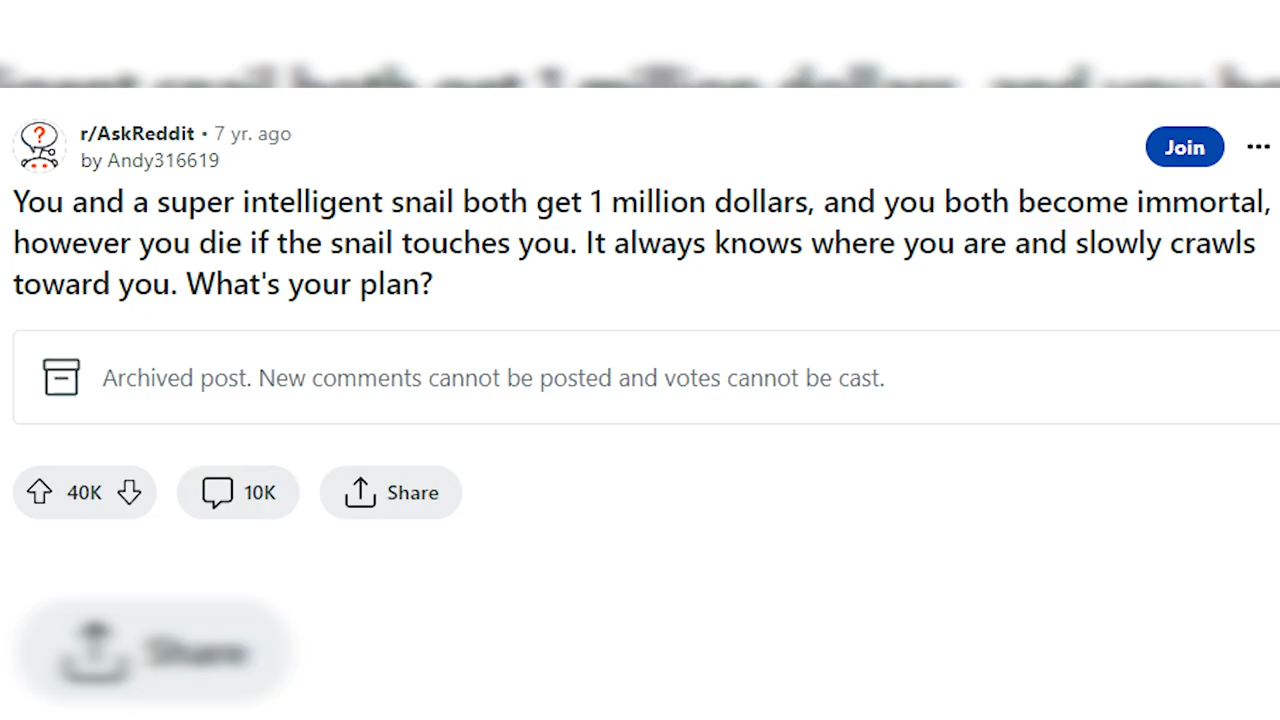 r/AskReddit • 7 yr. ago
Join
by Andy316619
You and a super intelligent snail both get 1 million dollars, and you both become immortal,
however you die if the snail touches you. It always knows where you are and slowly crawls
toward you. What's your plan?
Archived post. New comments cannot be posted and votes cannot be cast.
40K
10K
Share
Share